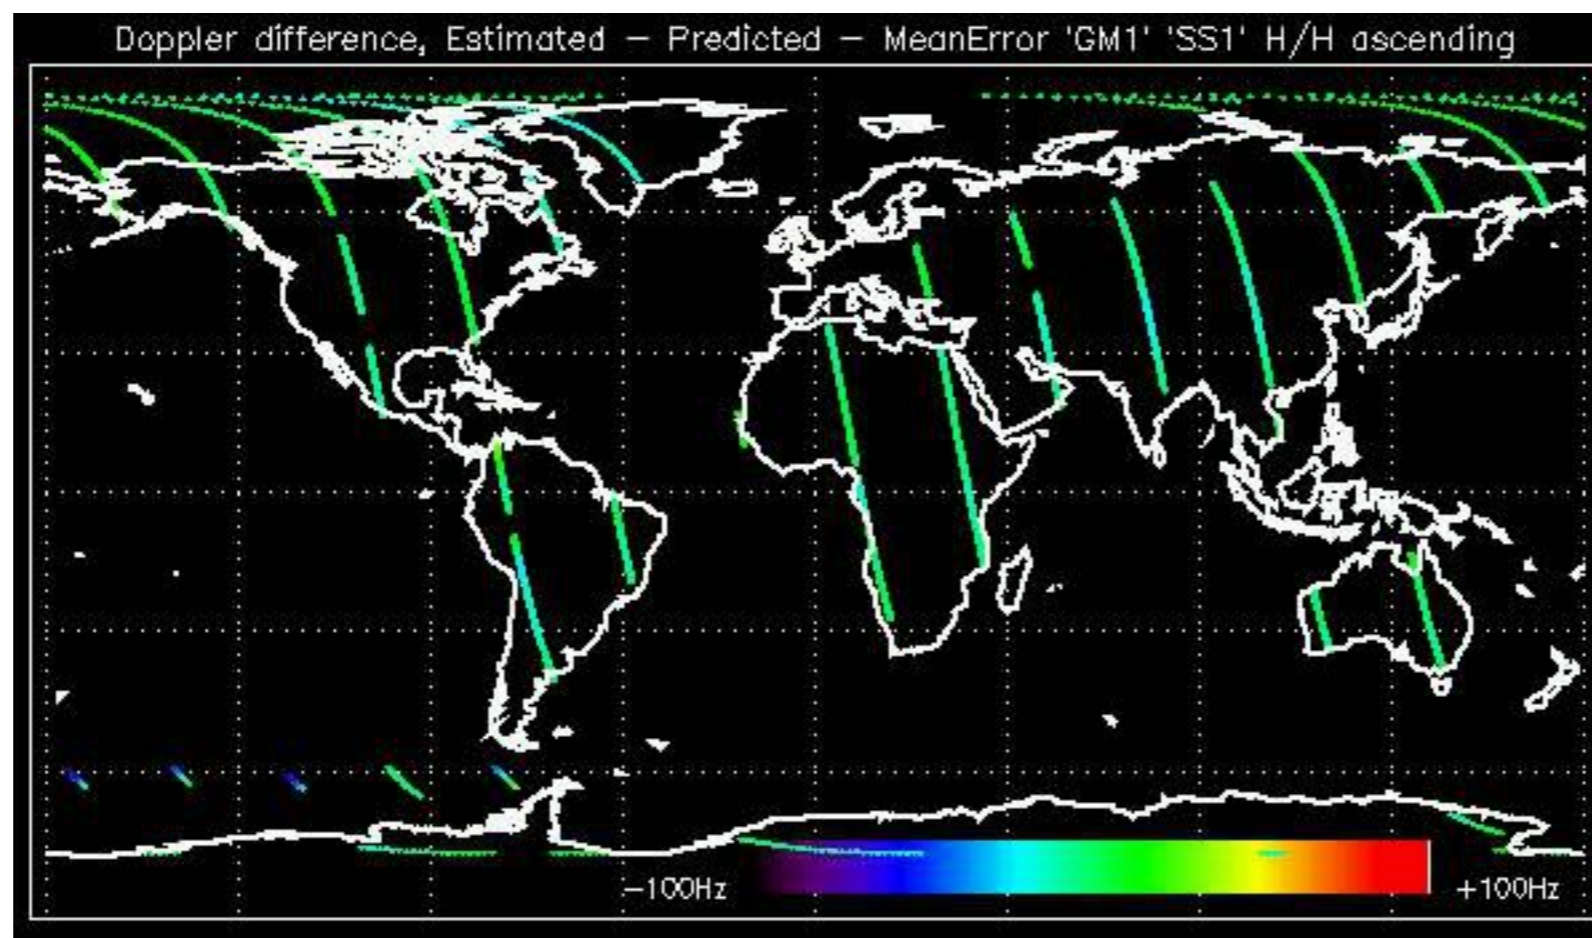 Doppler difference, Estimated – Predicted – MeanError 'GM1' 'SS1' H/H ascending
–100Hz
+100Hz